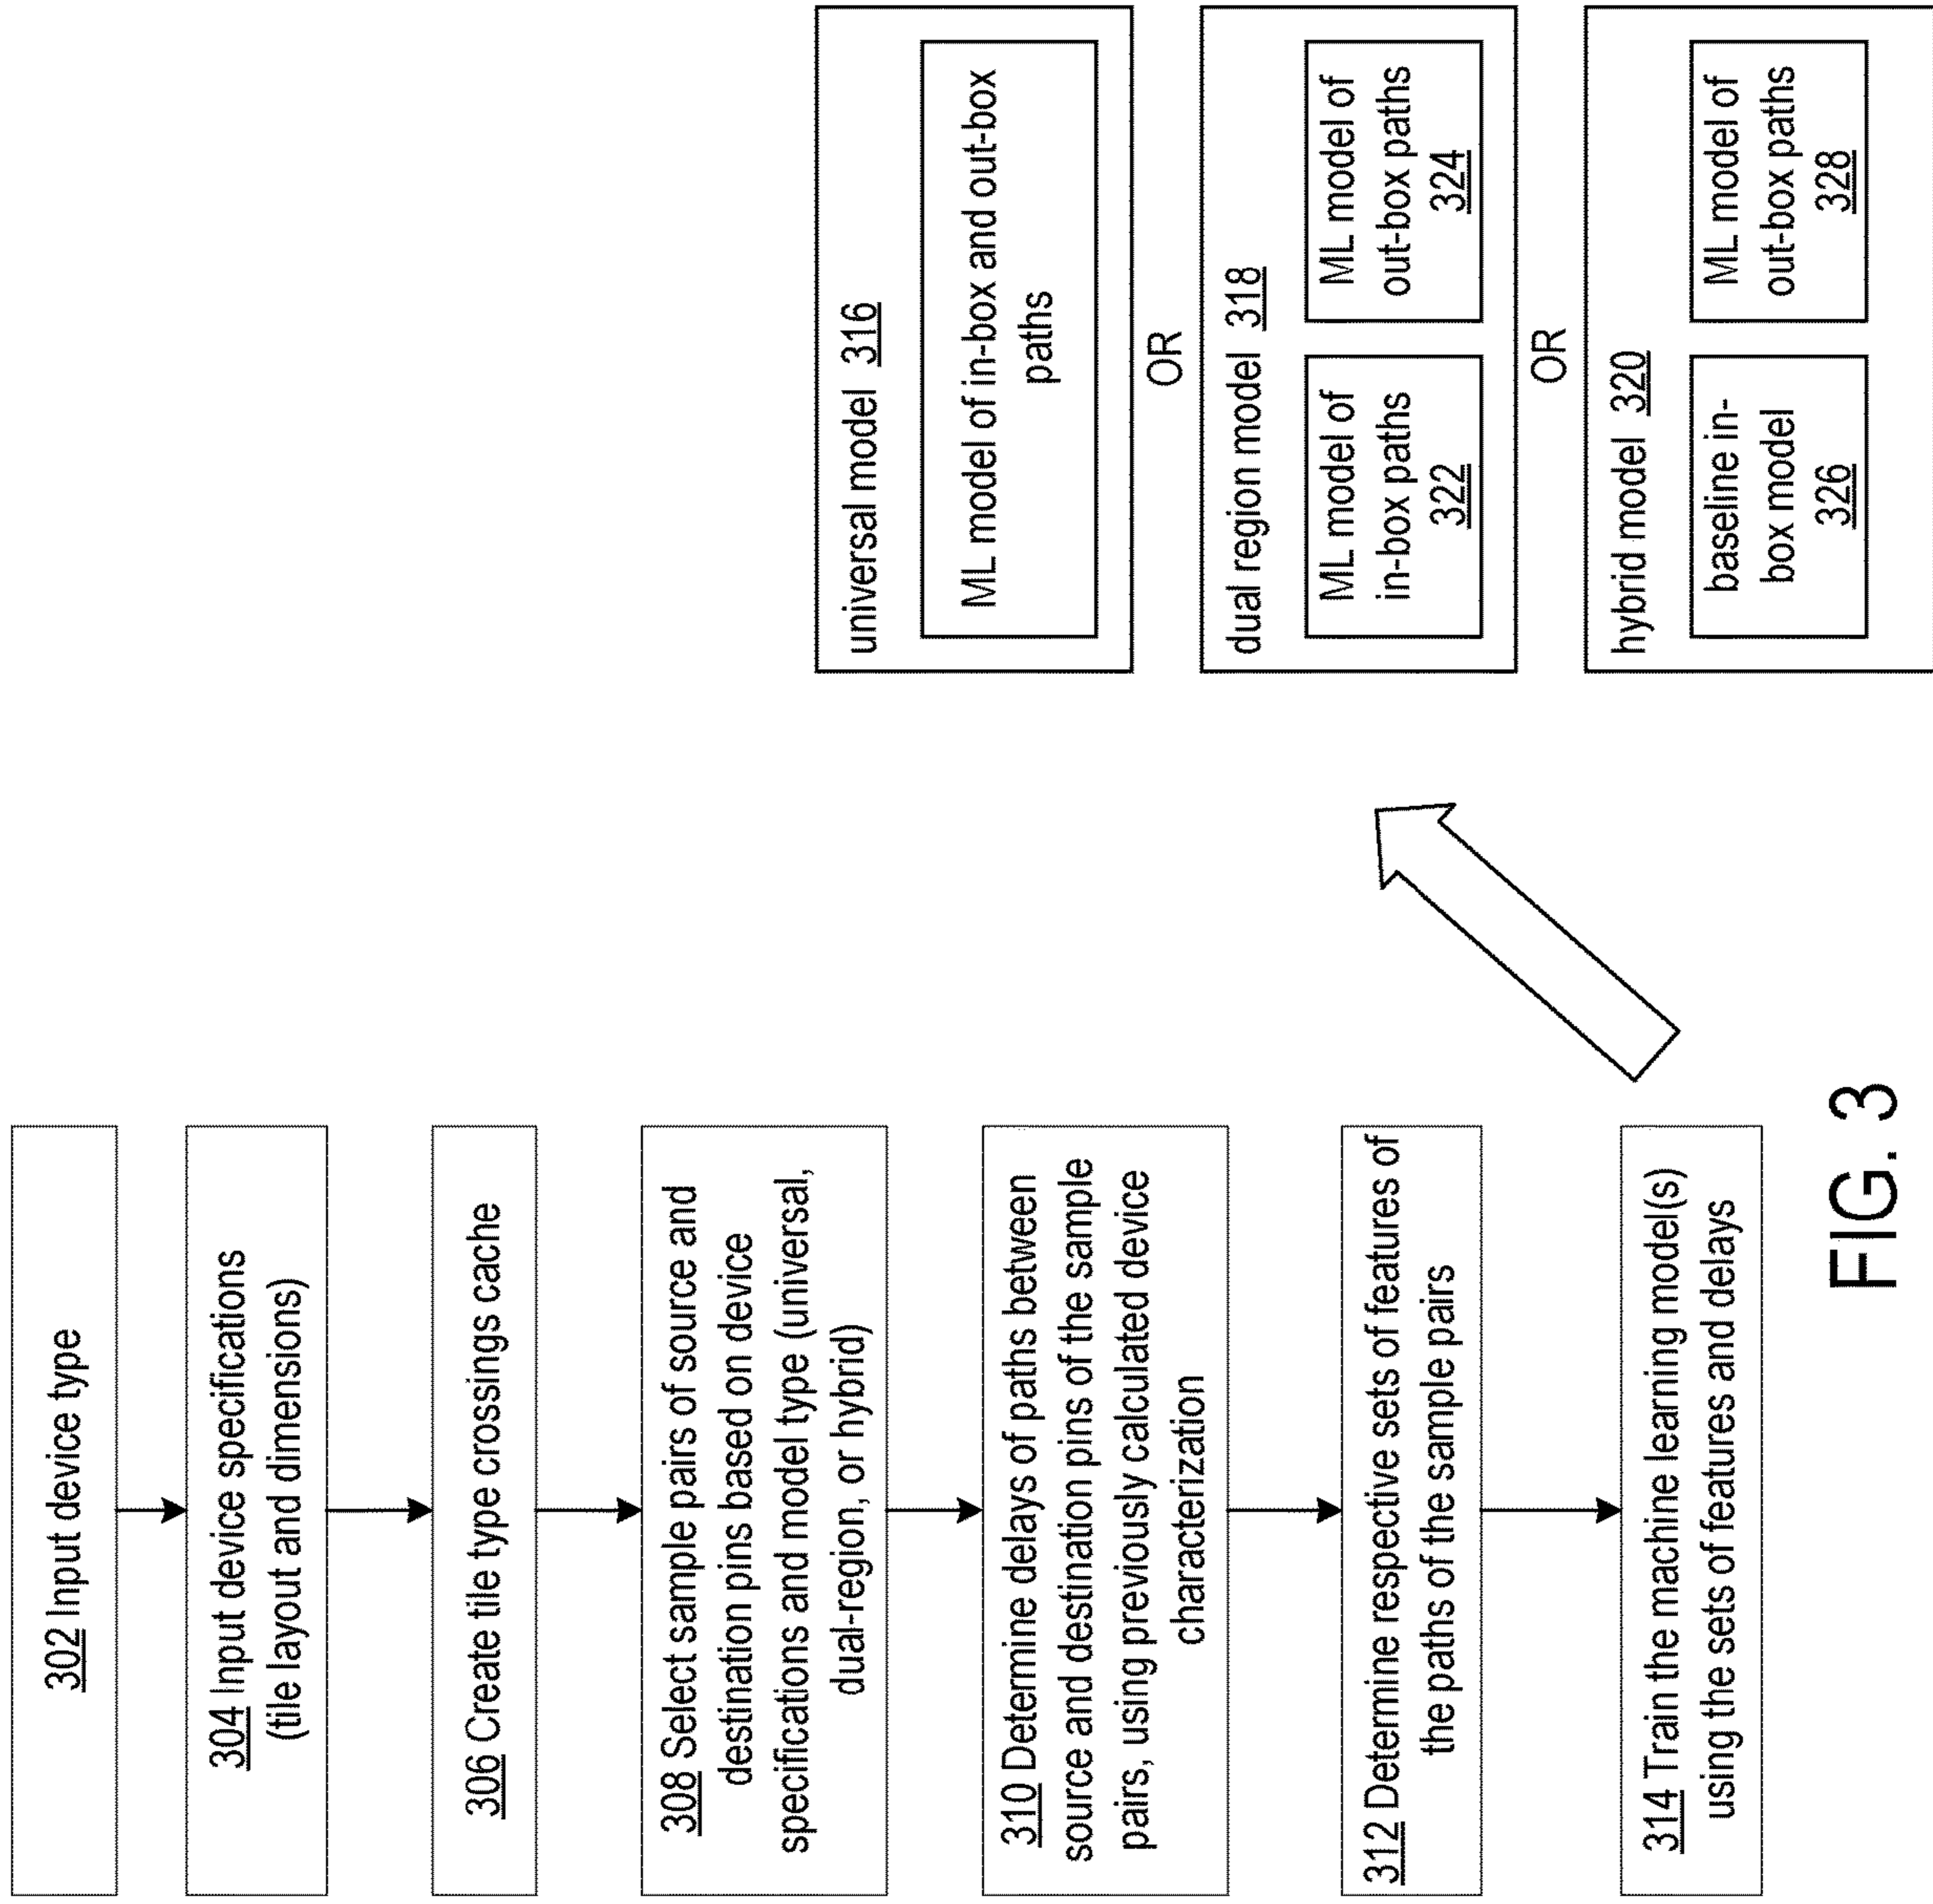 302 Input device type
304 Input device specifications
(tile layout and dimensions)
306 Create tile type crossings cache
308 Select sample pairs of source and
destination pins based on device
specifications and model type (universal,
dual-region, or hybrid)
310 Determine delays of paths between
source and destination pins of the sample
pairs, using previously calculated device
characterization
312 Determine respective sets of features of
the paths of the sample pairs
314 Train the machine learning model(s)
using the sets of features and delays
universal model 316
ML model of in-box and out-box
paths
OR
dual region model 318
ML model of
in-box paths
322
ML model of
out-box paths
324
OR
hybrid model 320
baseline in-
box model
326
ML model of
out-box paths
328
FIG. 3